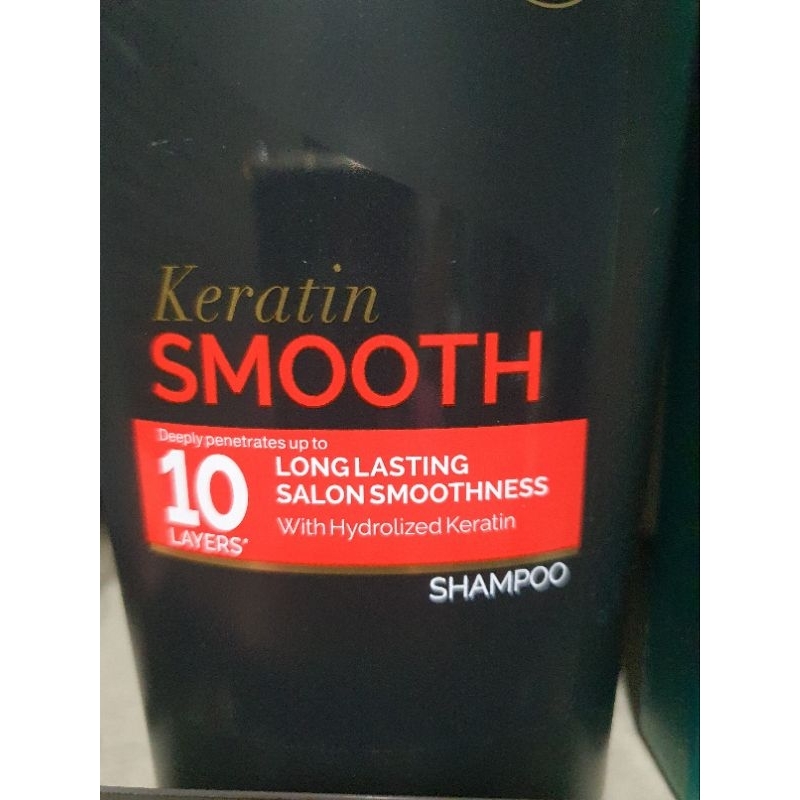 Keratin
SMOOTH
Deeply penetrates up to
10
LAYERS*
LONG LASTING
SALON SMOOTHNESS
With Hydrolized Keratin
SHAMPOO